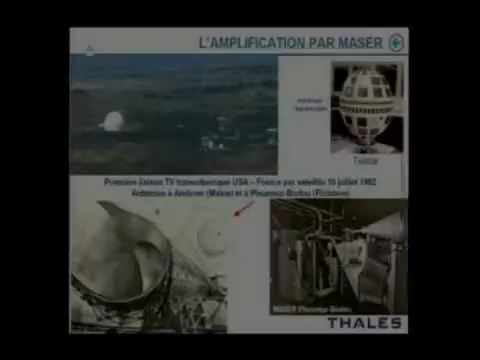 L'AMPLIFICATION PAR MASER
Telstar
Première liaison TV transatlantique USA – France par satellite 10 juillet 1962
Antennes à Andover (Maine) et à Pleumeur-Bodou (Finistère)
MASER Pleumeur-Bodou
THALES